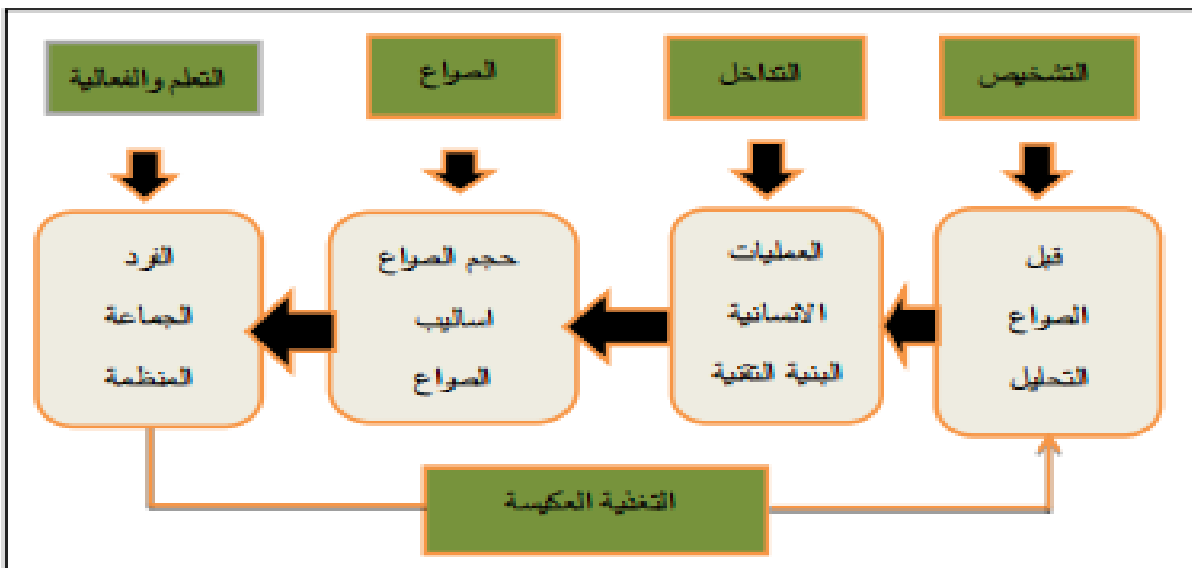 التشخيص
التداخل
الصراع
التعلم والفعالية
قبل
الصراع
التحليل
العمليات
الانسانية
البنية التقنية
حجم الصراع
اساليب
الصراع
الفرد
الجماعة
المنظمة
التغذية العكيسة